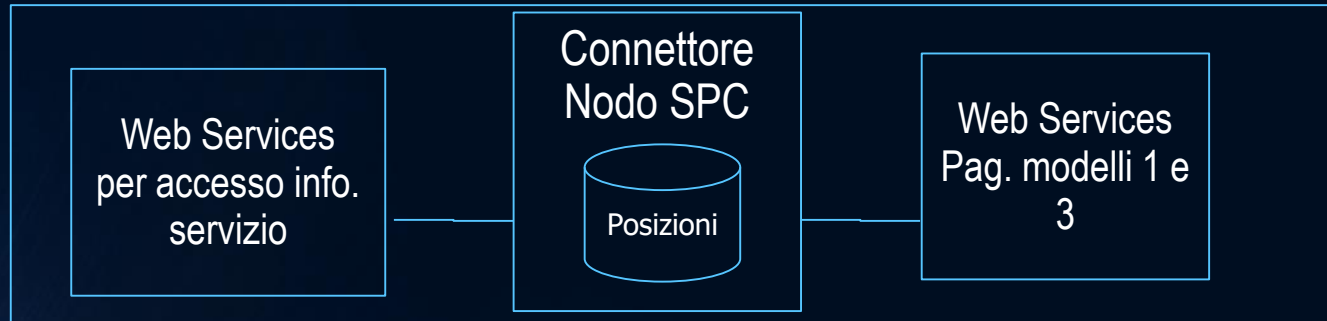 Web Services
per accesso info.
servizio
Connettore
Nodo SPC
Posizioni
Web Services
Pag. modelli 1 e
3